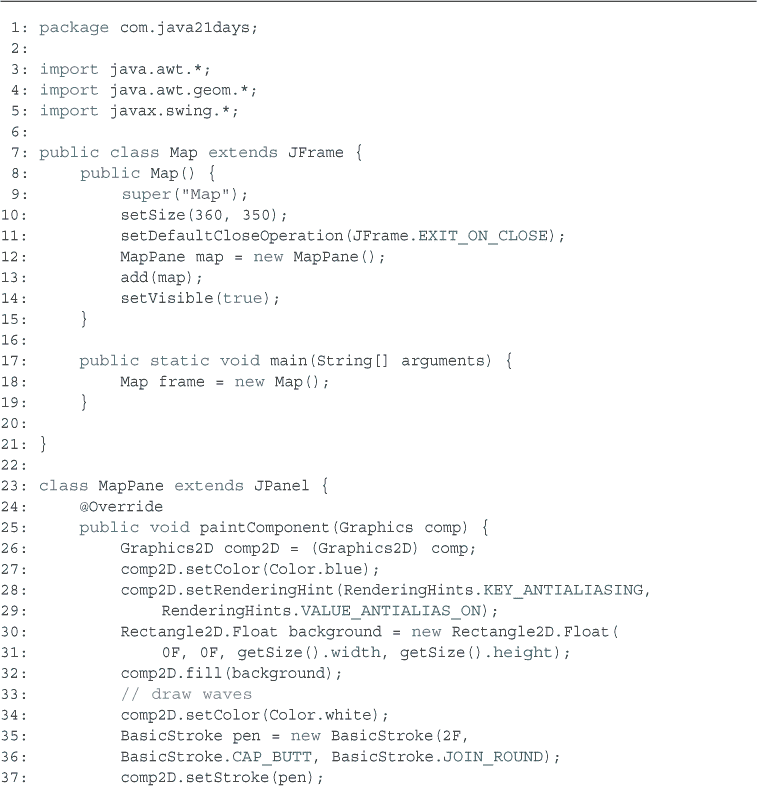 1: package com.java21days;
2:
3: import java.awt.*;
4: import java.awt.geom.*;
5: import javax.swing.*;
6:
7: public class Map extends JFrame {
8:     public Map() {
9:         super("Map");
10:         setSize(360, 350);
11:         setDefaultCloseOperation(JFrame.EXIT_ON_CLOSE);
12:         MapPane map = new MapPane();
13:         add(map);
14:         setVisible(true);
15:     }
16:
17:     public static void main(String[] arguments) {
18:         Map frame = new Map();
19:     }
20:
21: }
22:
23: class MapPane extends JPanel {
24:     @Override
25:     public void paintComponent(Graphics comp) {
26:         Graphics2D comp2D = (Graphics2D) comp;
27:         comp2D.setColor(Color.blue);
28:         comp2D.setRenderingHint(RenderingHints.KEY_ANTIALIASING,
29:             RenderingHints.VALUE_ANTIALIAS_ON);
30:         Rectangle2D.Float background = new Rectangle2D.Float(
31:             0F, 0F, getSize().width, getSize().height);
32:         comp2D.fill(background);
33:         // draw waves
34:         comp2D.setColor(Color.white);
35:         BasicStroke pen = new BasicStroke(2F,
36:         BasicStroke.CAP_BUTT, BasicStroke.JOIN_ROUND);
37:         comp2D.setStroke(pen);